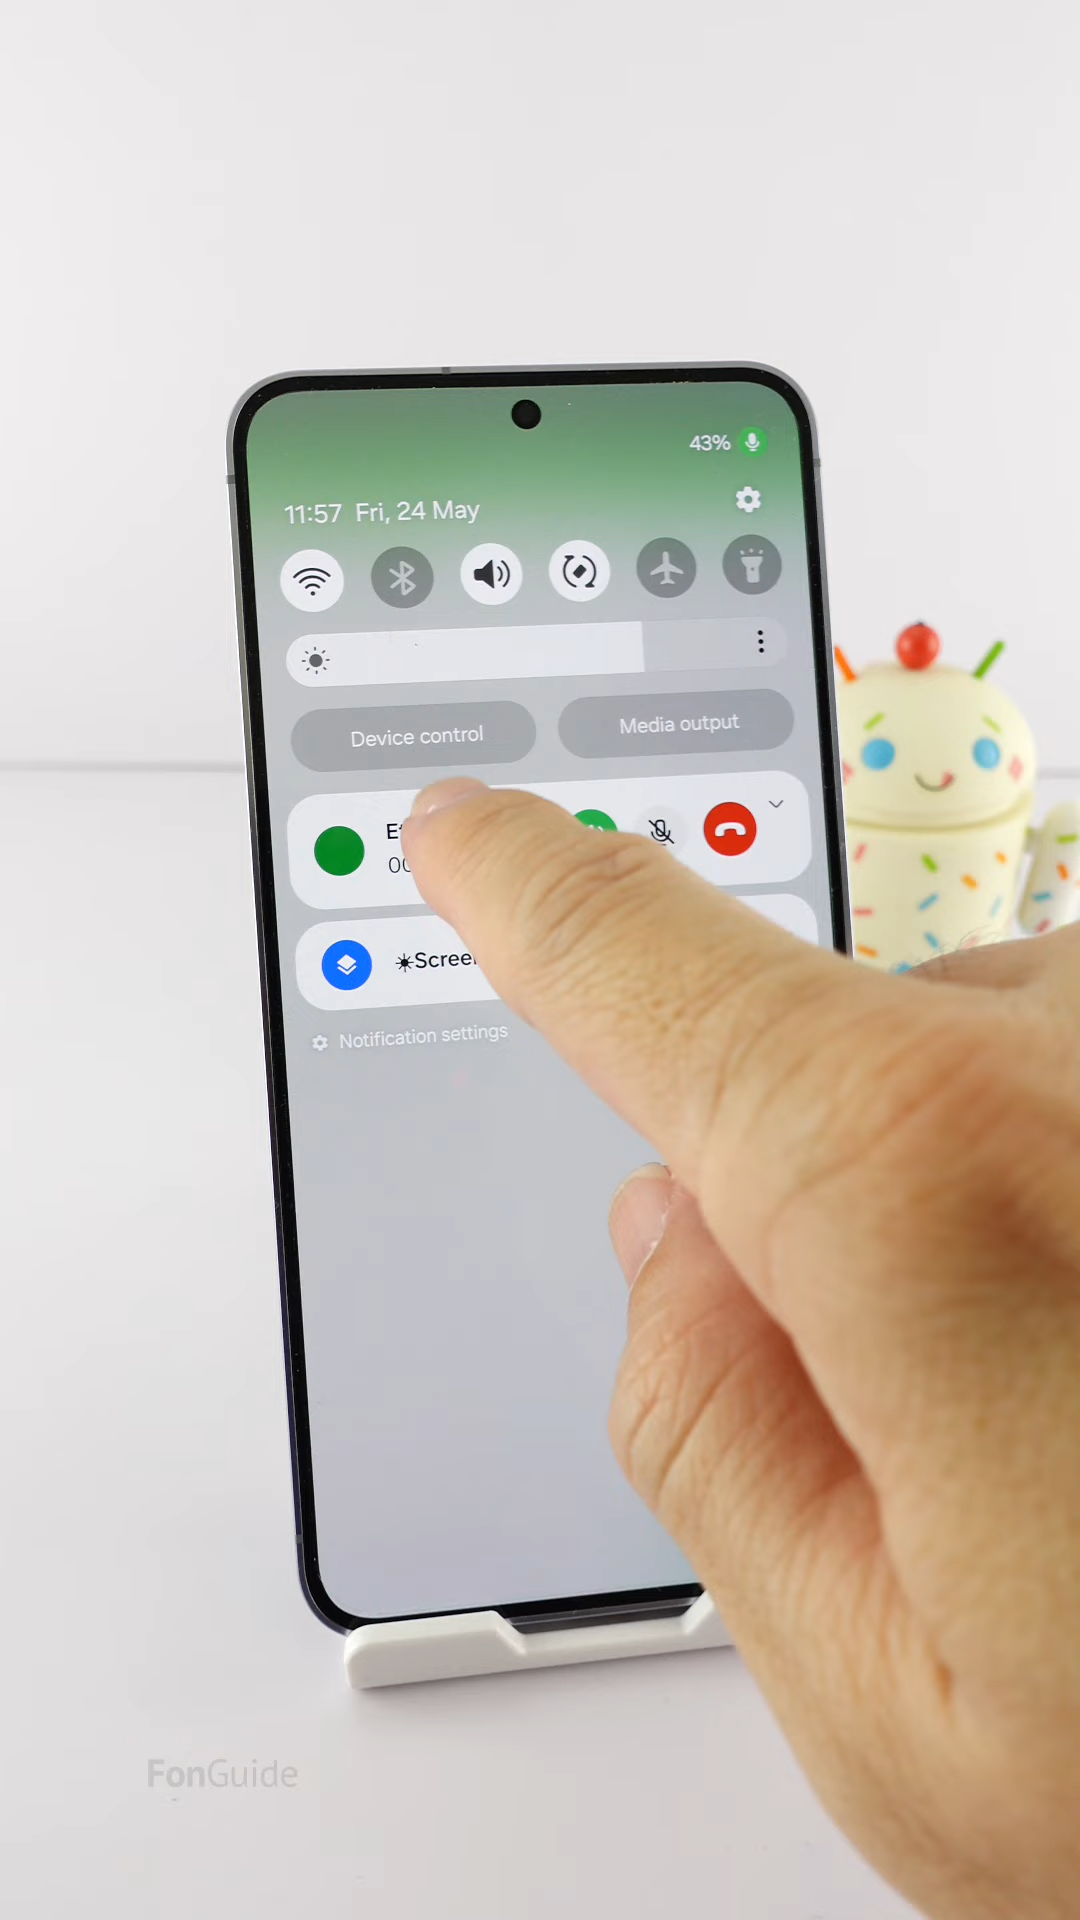 43%
11:57 Fri, 24 May
Device control
Media output
☀Screen
Notification settings
FonGuide